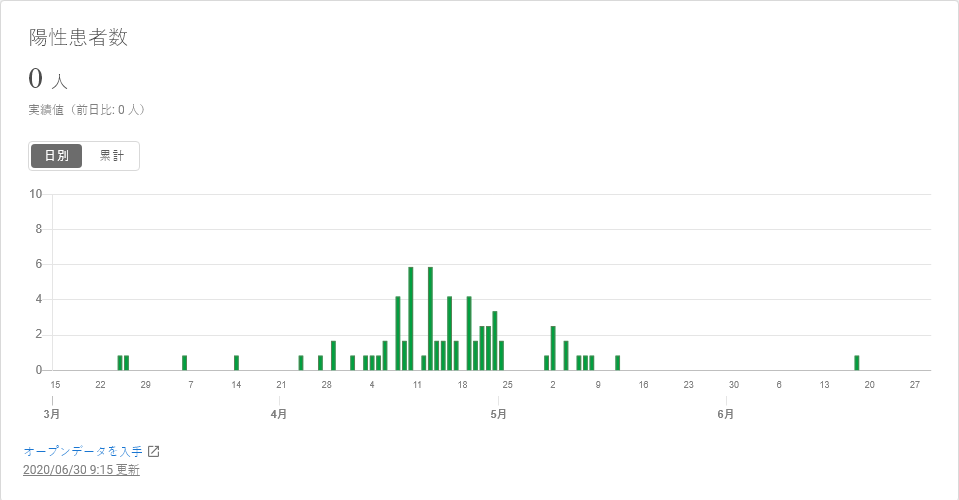 陽性患者数
0 人
実績値（前日比: 0 人）
日別 累計
10
8
6
4
2
0
15 22 29 7 14 21 28 4 11 18 25 2 9 16 23 30 6 13 20 27
3月 4月 5月 6月
オープンデータを入手
2020/06/30 9:15 更新